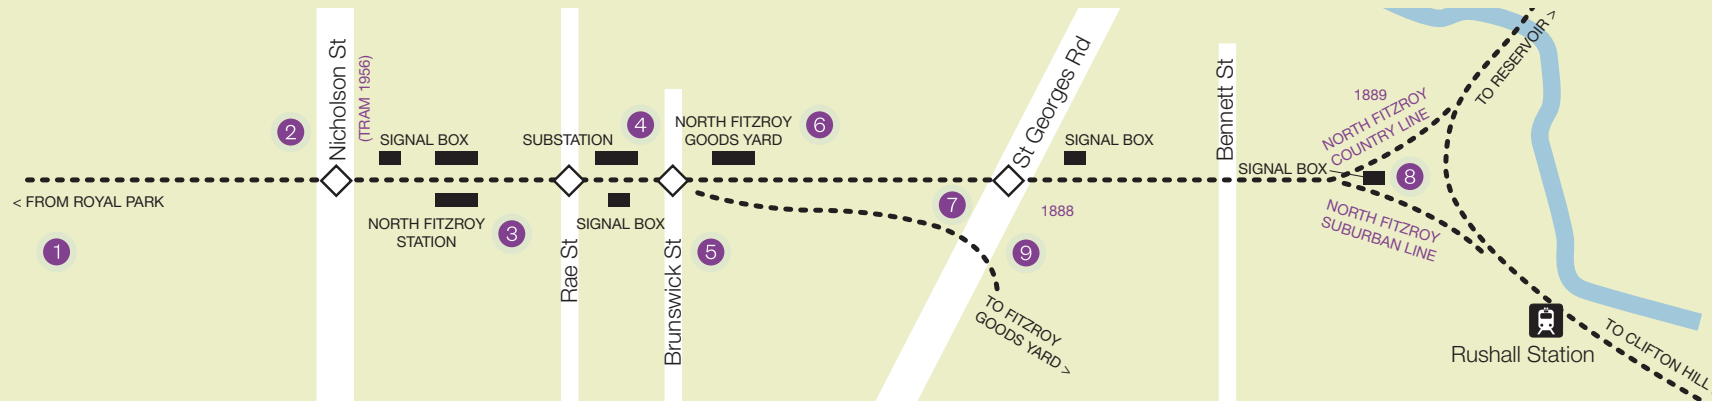 < FROM ROYAL PARK
1
2
Nicholson St
(TRAM 1956)
SIGNAL BOX
NORTH FITZROY
STATION
3
SUBSTATION
4
Rae St
SIGNAL BOX
Brunswick St
5
NORTH FITZROY
GOODS YARD
6
7
St Georges Rd
SIGNAL BOX
1888
9
TO FITZROY
GOODS YARD >
Bennett St
SIGNAL BOX
1889
NORTH FITZROY
COUNTRY LINE
8
NORTH FITZROY
SUBURBAN LINE
TO RESERVOIR >
Rushall Station
TO CLIFTON HILL